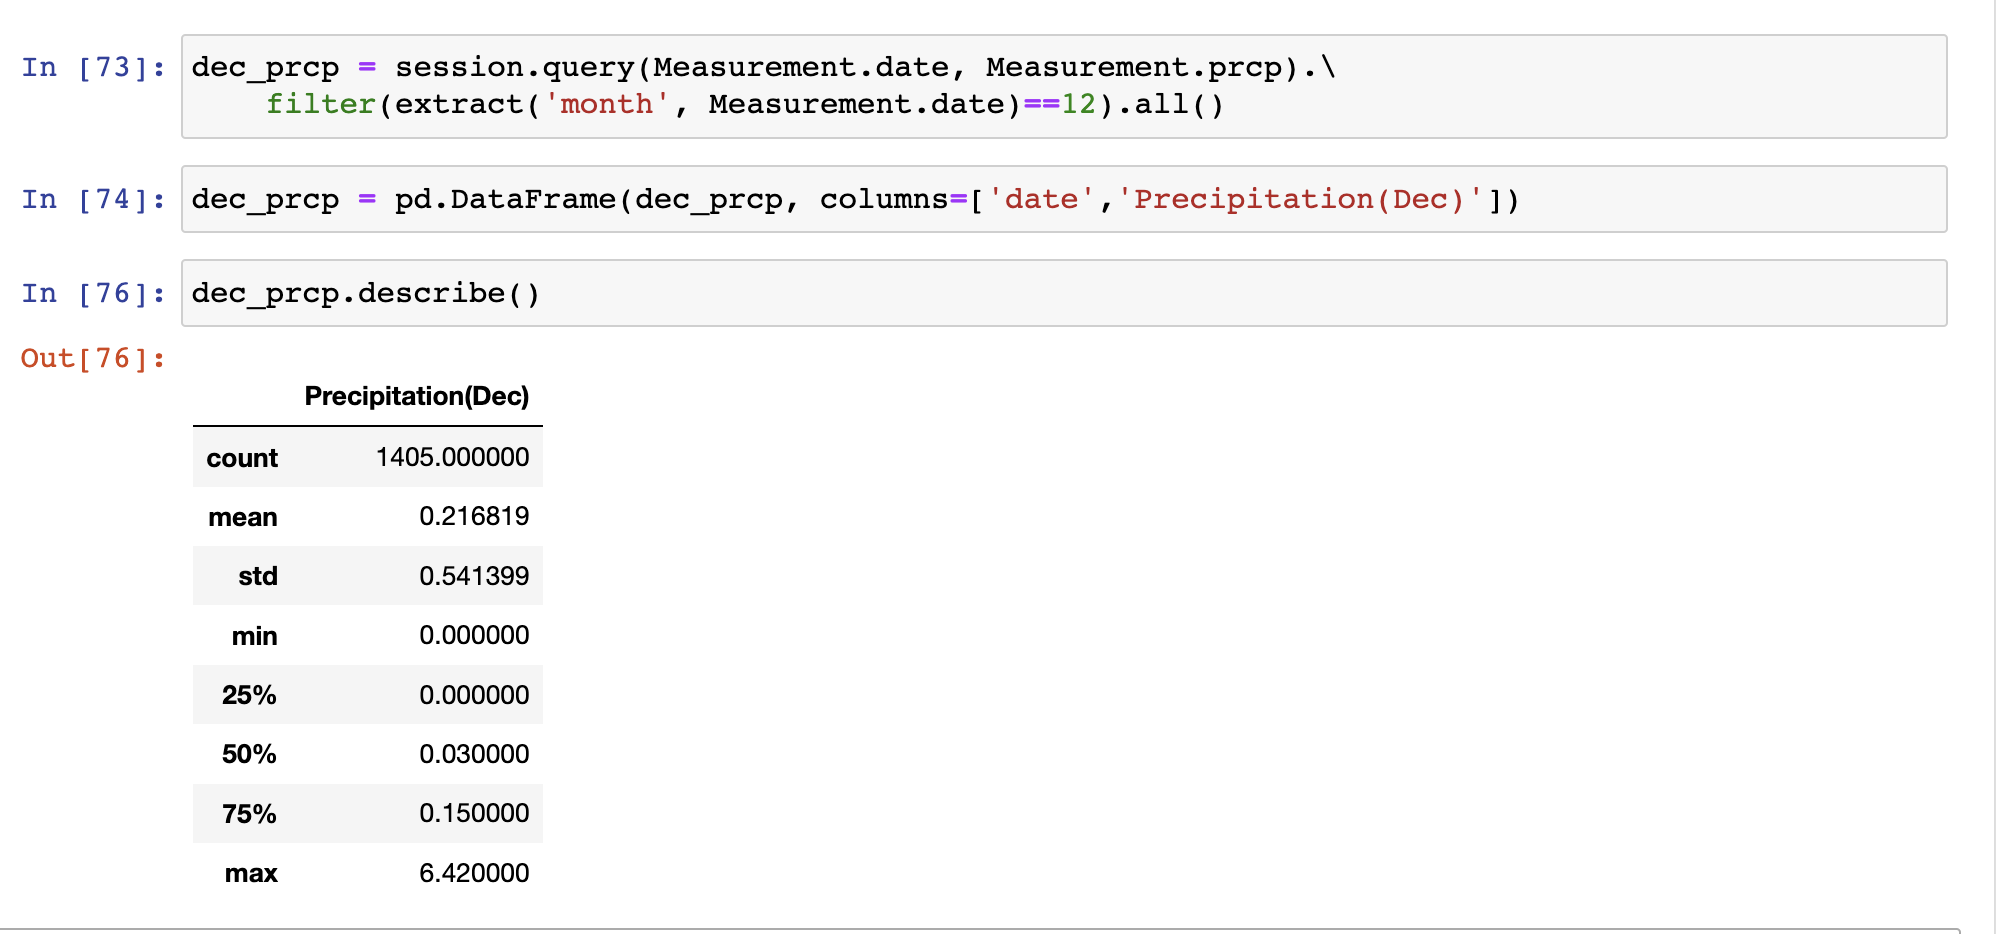 In [73]: dec_prcp = session.query(Measurement.date, Measurement.prcp).\
    filter(extract('month', Measurement.date)==12).all()
In [74]: dec_prcp = pd.DataFrame(dec_prcp, columns=['date','Precipitation(Dec)'])
In [76]: dec_prcp.describe()
Out[76]:
Precipitation(Dec)
count 1405.000000
mean 0.216819
std 0.541399
min 0.000000
25% 0.000000
50% 0.030000
75% 0.150000
max 6.420000